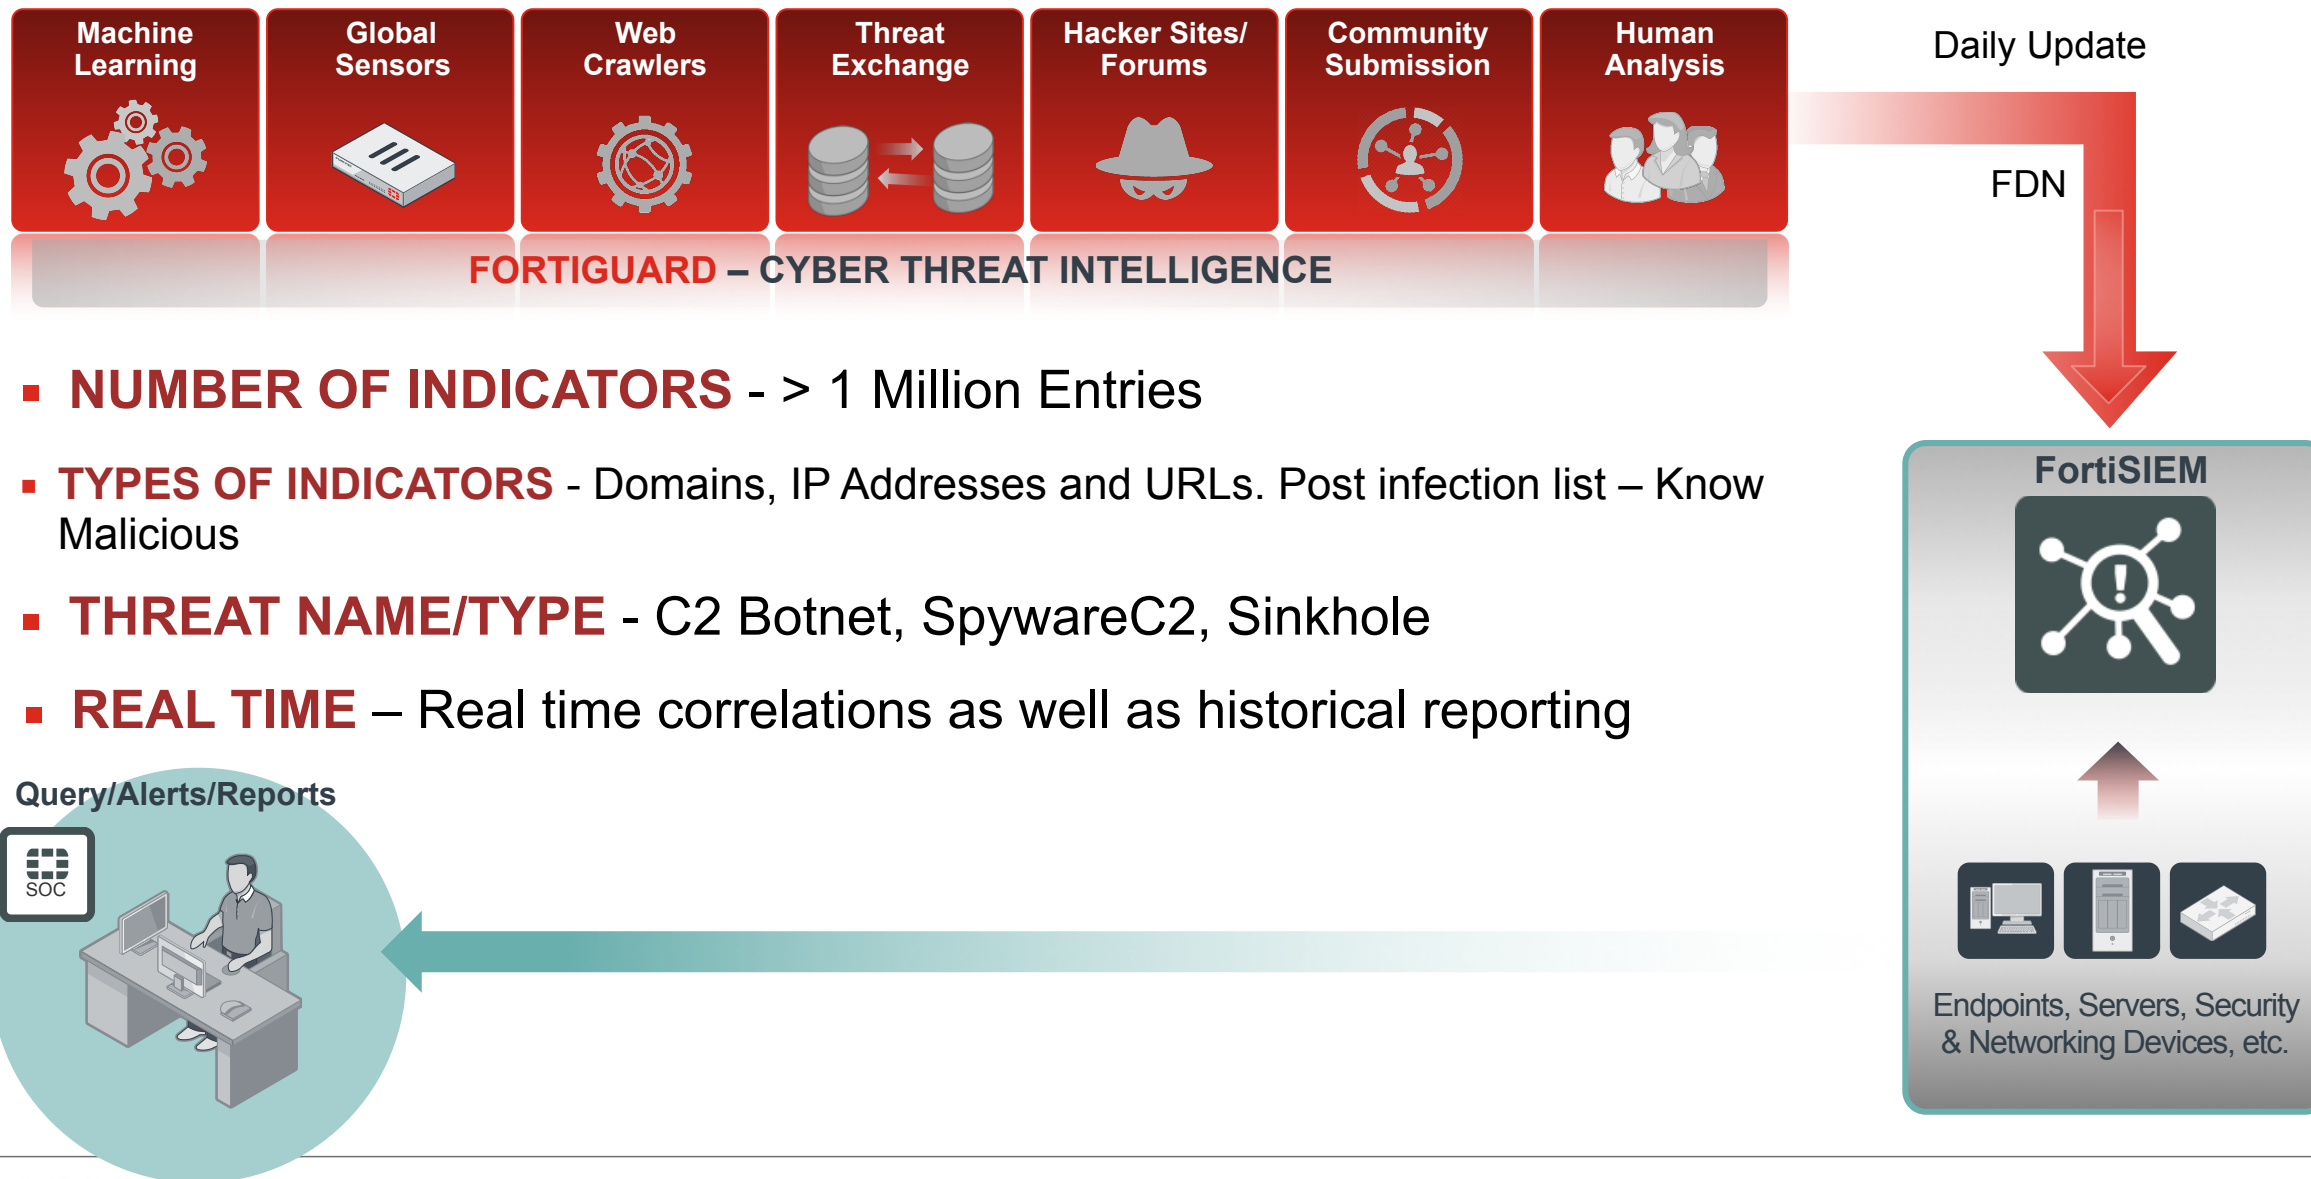 Machine
Learning
Global
Sensors
Web
Crawlers
Threat
Exchange
Hacker Sites/
Forums
Community
Submission
Human
Analysis
Daily Update
FDN
FORTIGUARD – CYBER THREAT INTELLIGENCE
NUMBER OF INDICATORS - > 1 Million Entries
TYPES OF INDICATORS - Domains, IP Addresses and URLs. Post infection list – Know
Malicious
THREAT NAME/TYPE - C2 Botnet, SpywareC2, Sinkhole
REAL TIME – Real time correlations as well as historical reporting
FortiSIEM
Endpoints, Servers, Security
& Networking Devices, etc.
Query/Alerts/Reports
SOC